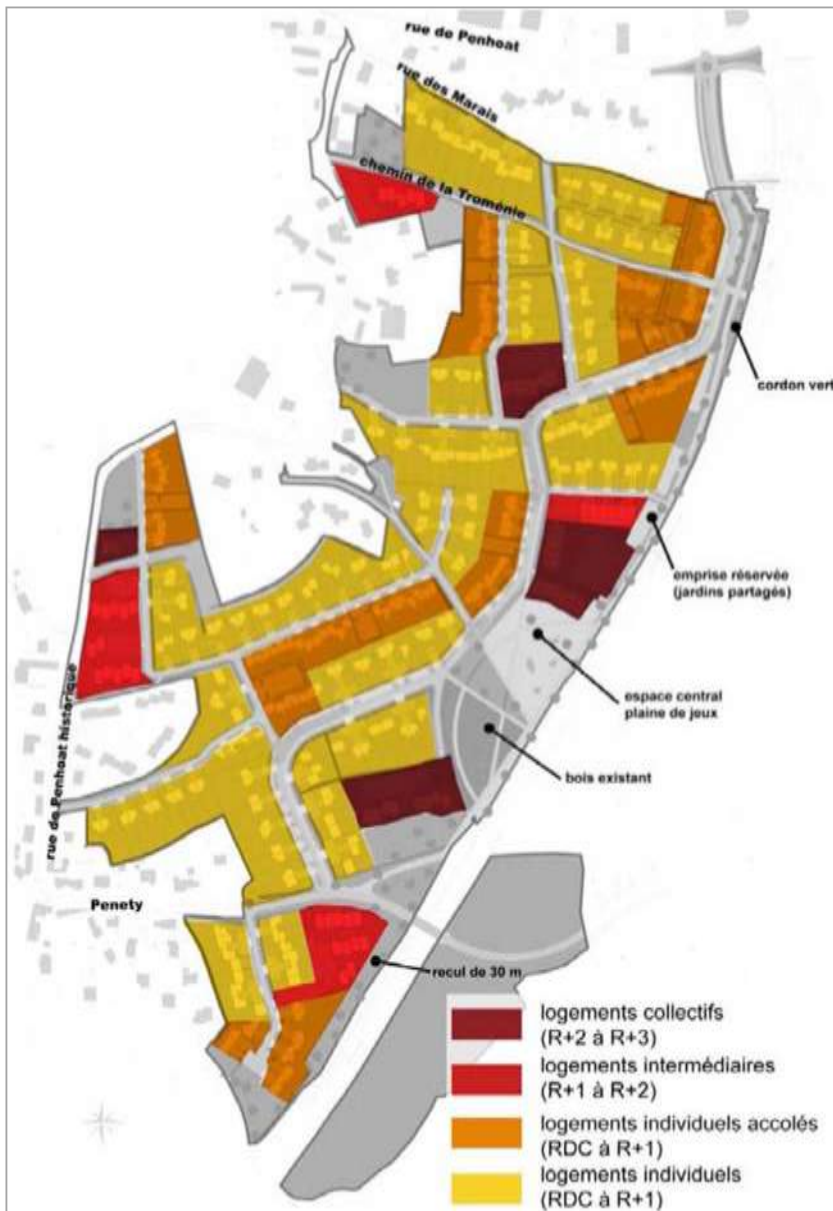 rue de Penhoat
rue des Marais
chemin de la Troménie
cordon vert
emprise réservée
(jardins partagés)
espace central
plaine de jeux
bois existant
rue de Penhoat historique
Penety
recul de 30 m
logements collectifs
(R+2 à R+3)
logements intermédiaires
(R+1 à R+2)
logements individuels accolés
(RDC à R+1)
logements individuels
(RDC à R+1)